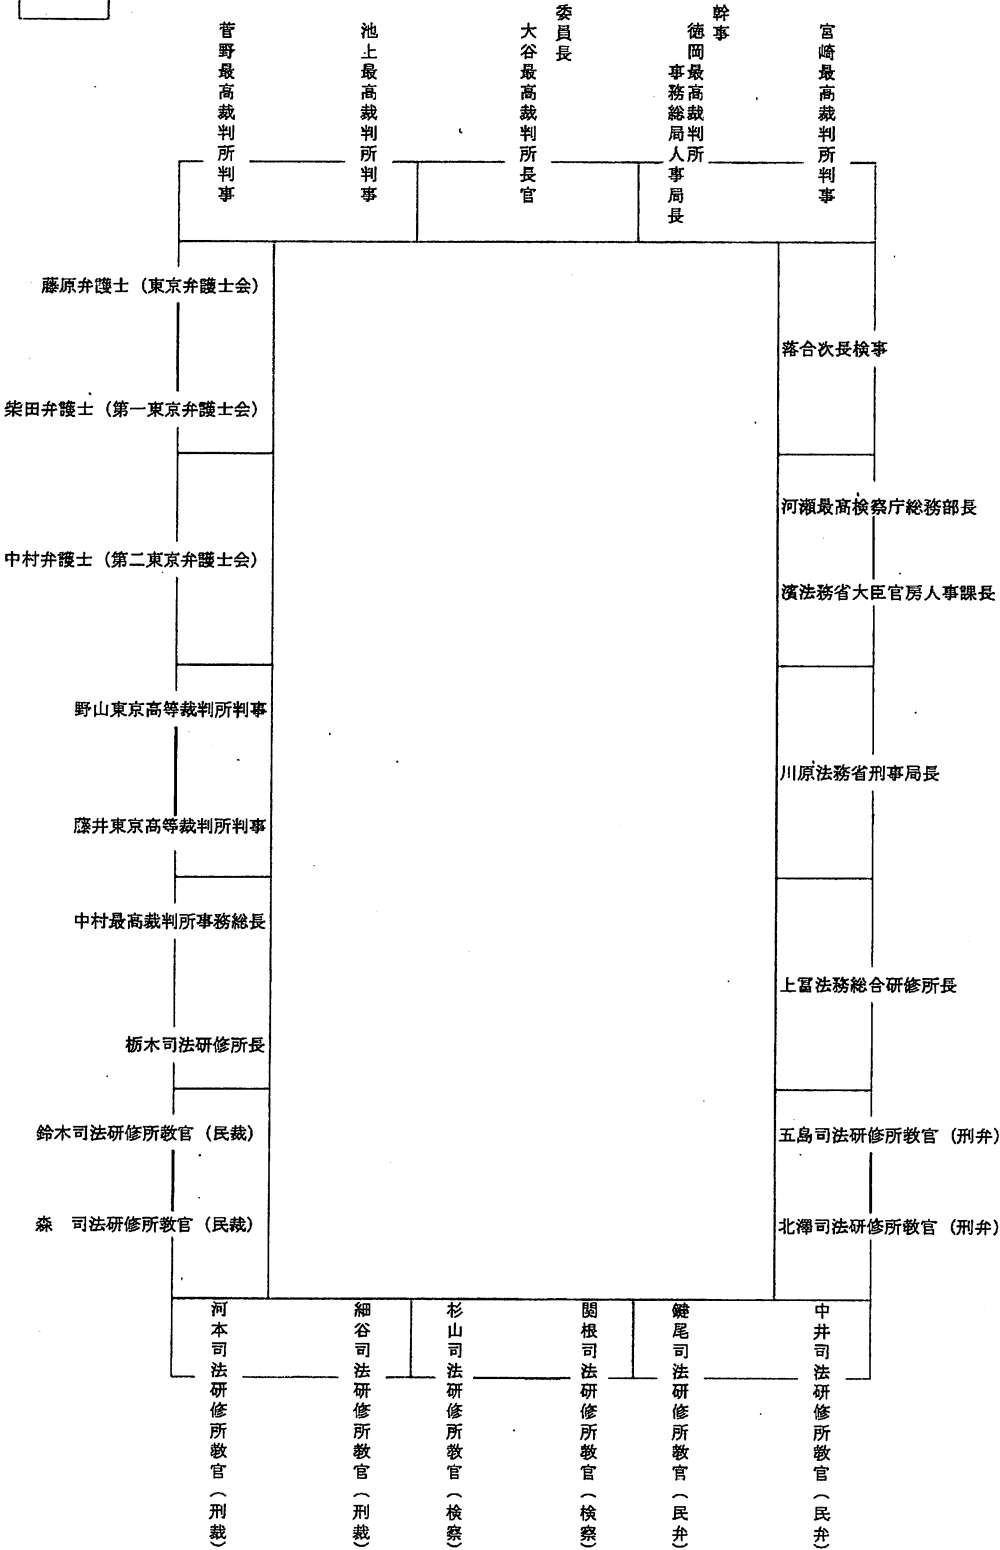 委員長
幹事
菅野最高裁判所判事
池上最高裁判所判事
大谷最高裁判所長官
徳岡最高裁判所
事務総局人事局長
宮崎最高裁判所判事
藤原弁護士（東京弁護士会）
柴田弁護士（第一東京弁護士会）
中村弁護士（第二東京弁護士会）
野山東京高等裁判所判事
藤井東京高等裁判所判事
中村最高裁判所事務総長
栃木司法研修所長
鈴木司法研修所教官（民裁）
森　司法研修所教官（民裁）
落合次長検事
河瀬最高検察庁総務部長
濱法務省大臣官房人事課長
川原法務省刑事局長
上冨法務総合研修所長
五島司法研修所教官（刑弁）
北澤司法研修所教官（刑弁）
河本司法研修所教官（刑裁）
細谷司法研修所教官（刑裁）
杉山司法研修所教官（検察）
関根司法研修所教官（検察）
鍵尾司法研修所教官（民弁）
中井司法研修所教官（民弁）